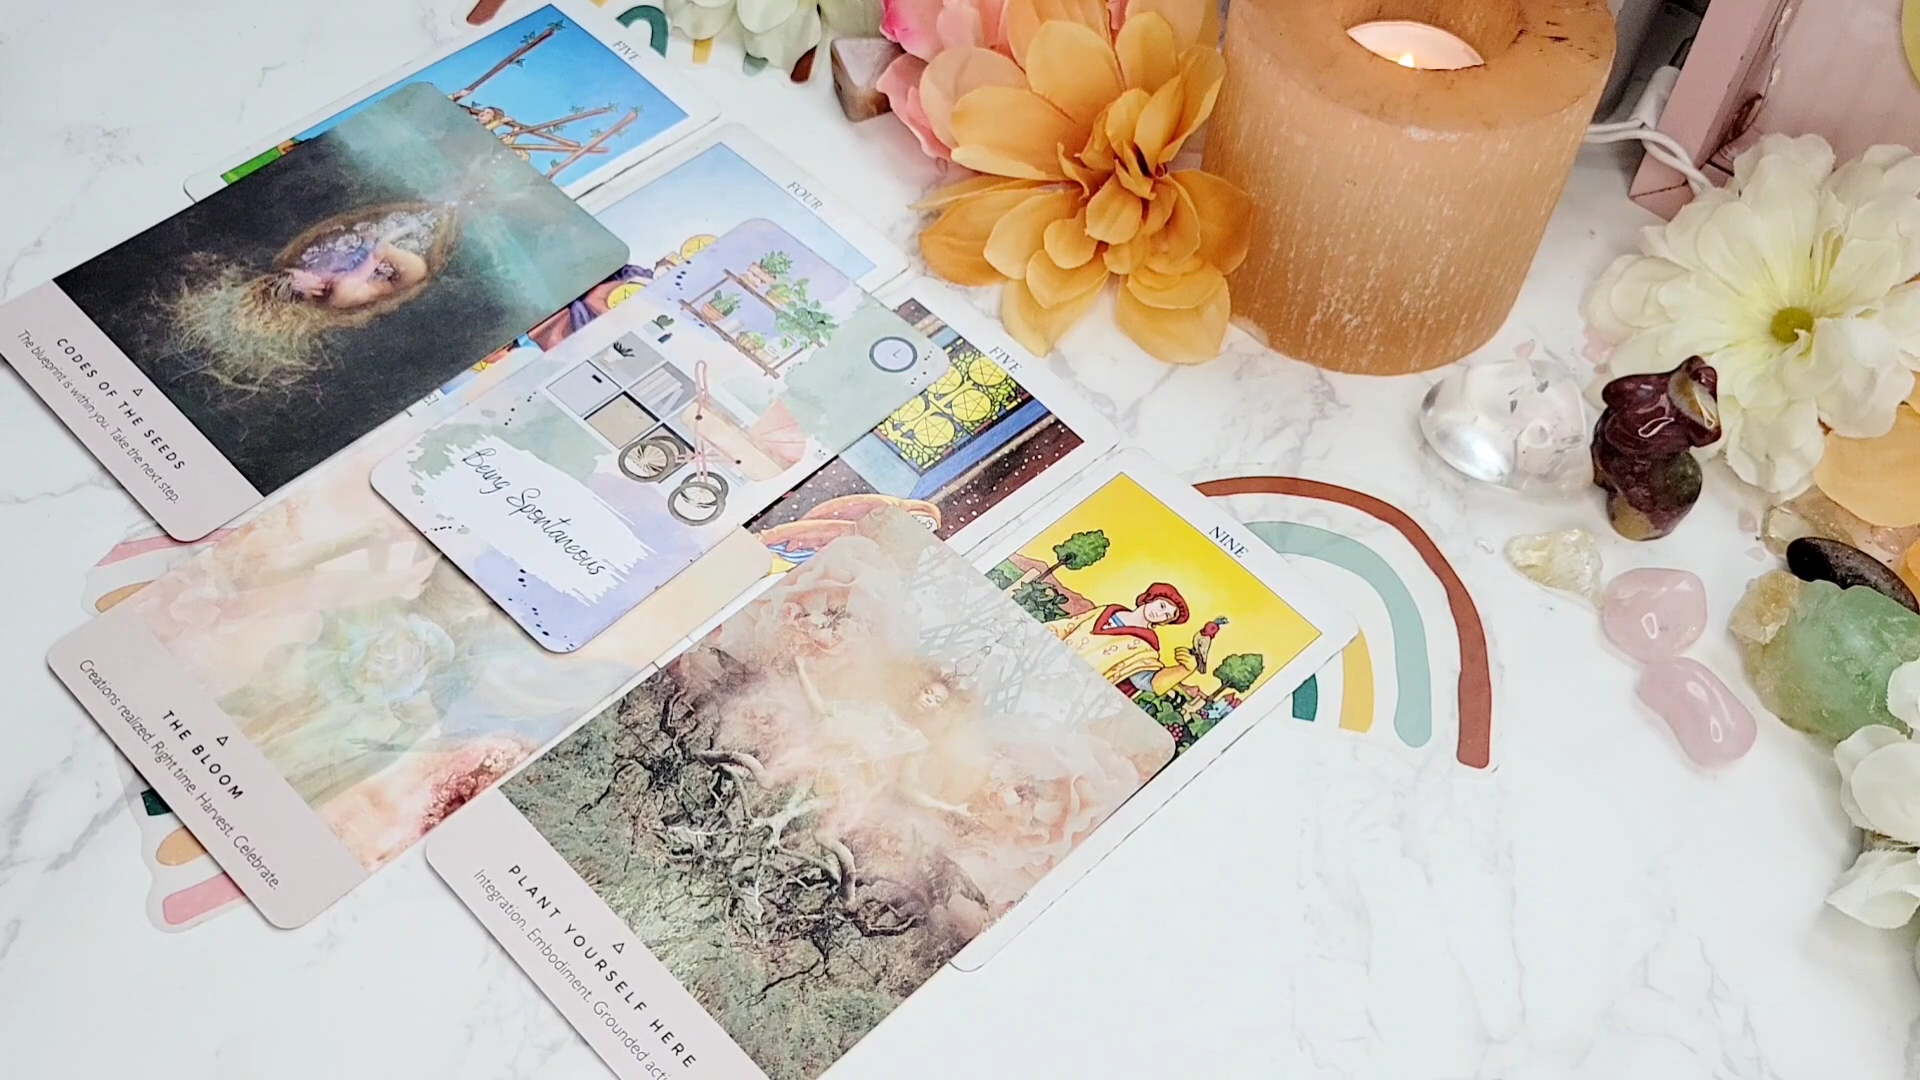 FIVE
FOUR
FIVE
NINE
CODES OF THE SEEDS
The blueprint is within you. Take the next step.
Being Spontaneous
THE BLOOM
Creations realized. Right time. Harvest. Celebrate.
PLANT YOURSELF HERE
Integration. Embodiment. Grounded